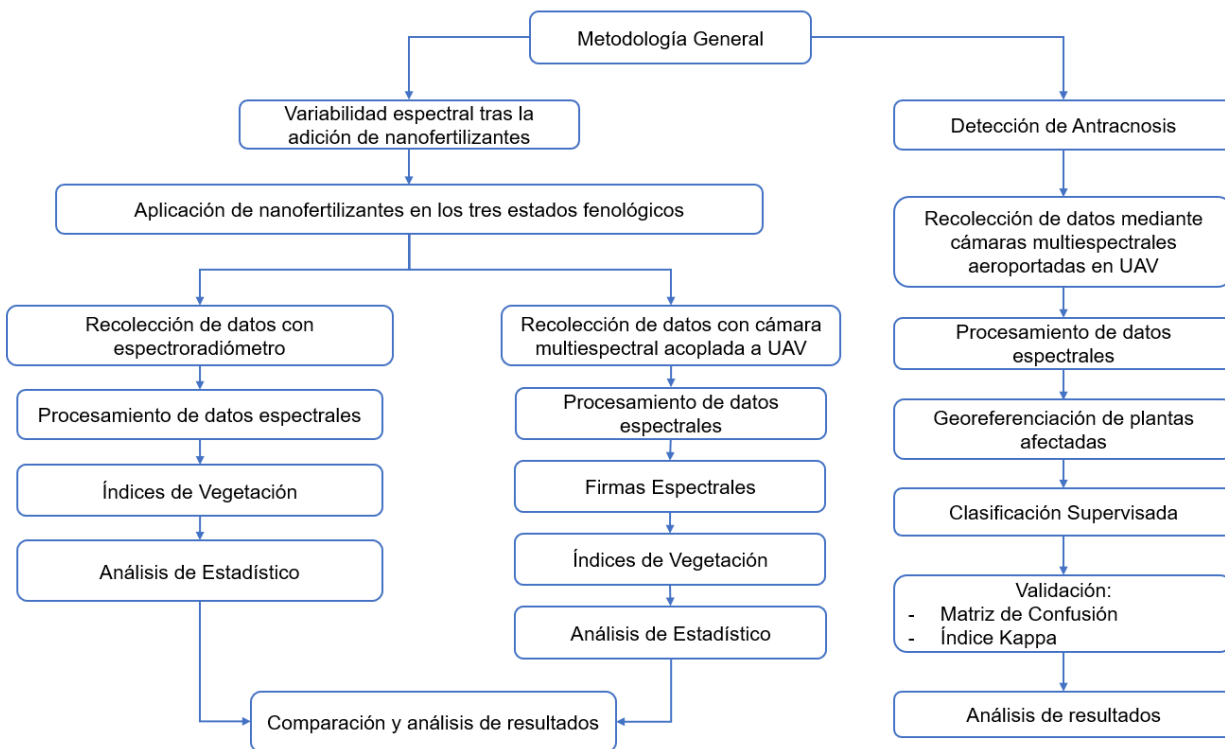 Metodología General
Variabilidad espectral tras la
adición de nanofertilizantes
Aplicación de nanofertilizantes en los tres estados fenológicos
Recolección de datos con
espectroradiómetro
Procesamiento de datos espectrales
Índices de Vegetación
Análisis de Estadístico
Recolección de datos con cámara
multiespectral acoplada a UAV
Procesamiento de datos
espectrales
Firmas Espectrales
Índices de Vegetación
Análisis de Estadístico
Comparación y análisis de resultados
Detección de Antracnosis
Recolección de datos mediante
cámaras multiespectrales
aeroportadas en UAV
Procesamiento de datos
espectrales
Georeferenciación de plantas
afectadas
Clasificación Supervisada
Validación:
- Matriz de Confusión
- Índice Kappa
Análisis de resultados